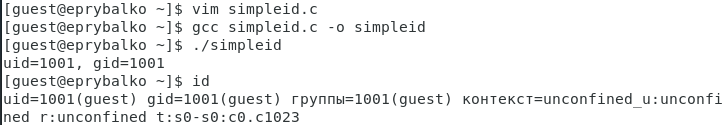 [guest@eprybalko ~]$ vim simpleid.c
[guest@eprybalko ~]$ gcc simpleid.c -o simpleid
[guest@eprybalko ~]$ ./simpleid
uid=1001, gid=1001
[guest@eprybalko ~]$ id
uid=1001(guest) gid=1001(guest) группы=1001(guest) контекст=unconfined_u:unconfi
ned_r:unconfined_t:s0-s0:c0.c1023